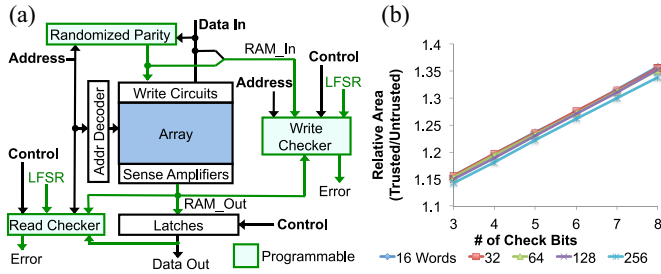 (a)
Data In
Randomized Parity
Address
RAM_In
Control
Address
LFSR
Addr Decoder
Write Circuits
Array
Write
Checker
Control
LFSR
Sense Amplifiers
Error
RAM_Out
Read Checker
Latches
Control
Error
Data Out
Programmable
(b)
Relative Area
(Trusted/Untrusted)
1.4
1.35
1.3
1.25
1.2
1.15
1.1
3 4 5 6 7 8
# of Check Bits
16 Words 32 64 128 256